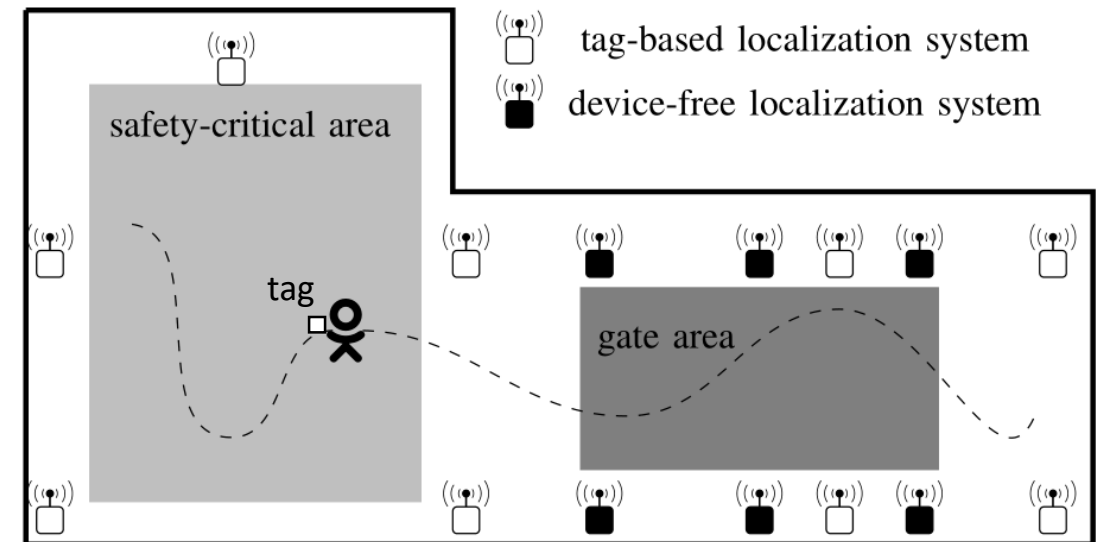 tag-based localization system
device-free localization system
safety-critical area
tag
gate area